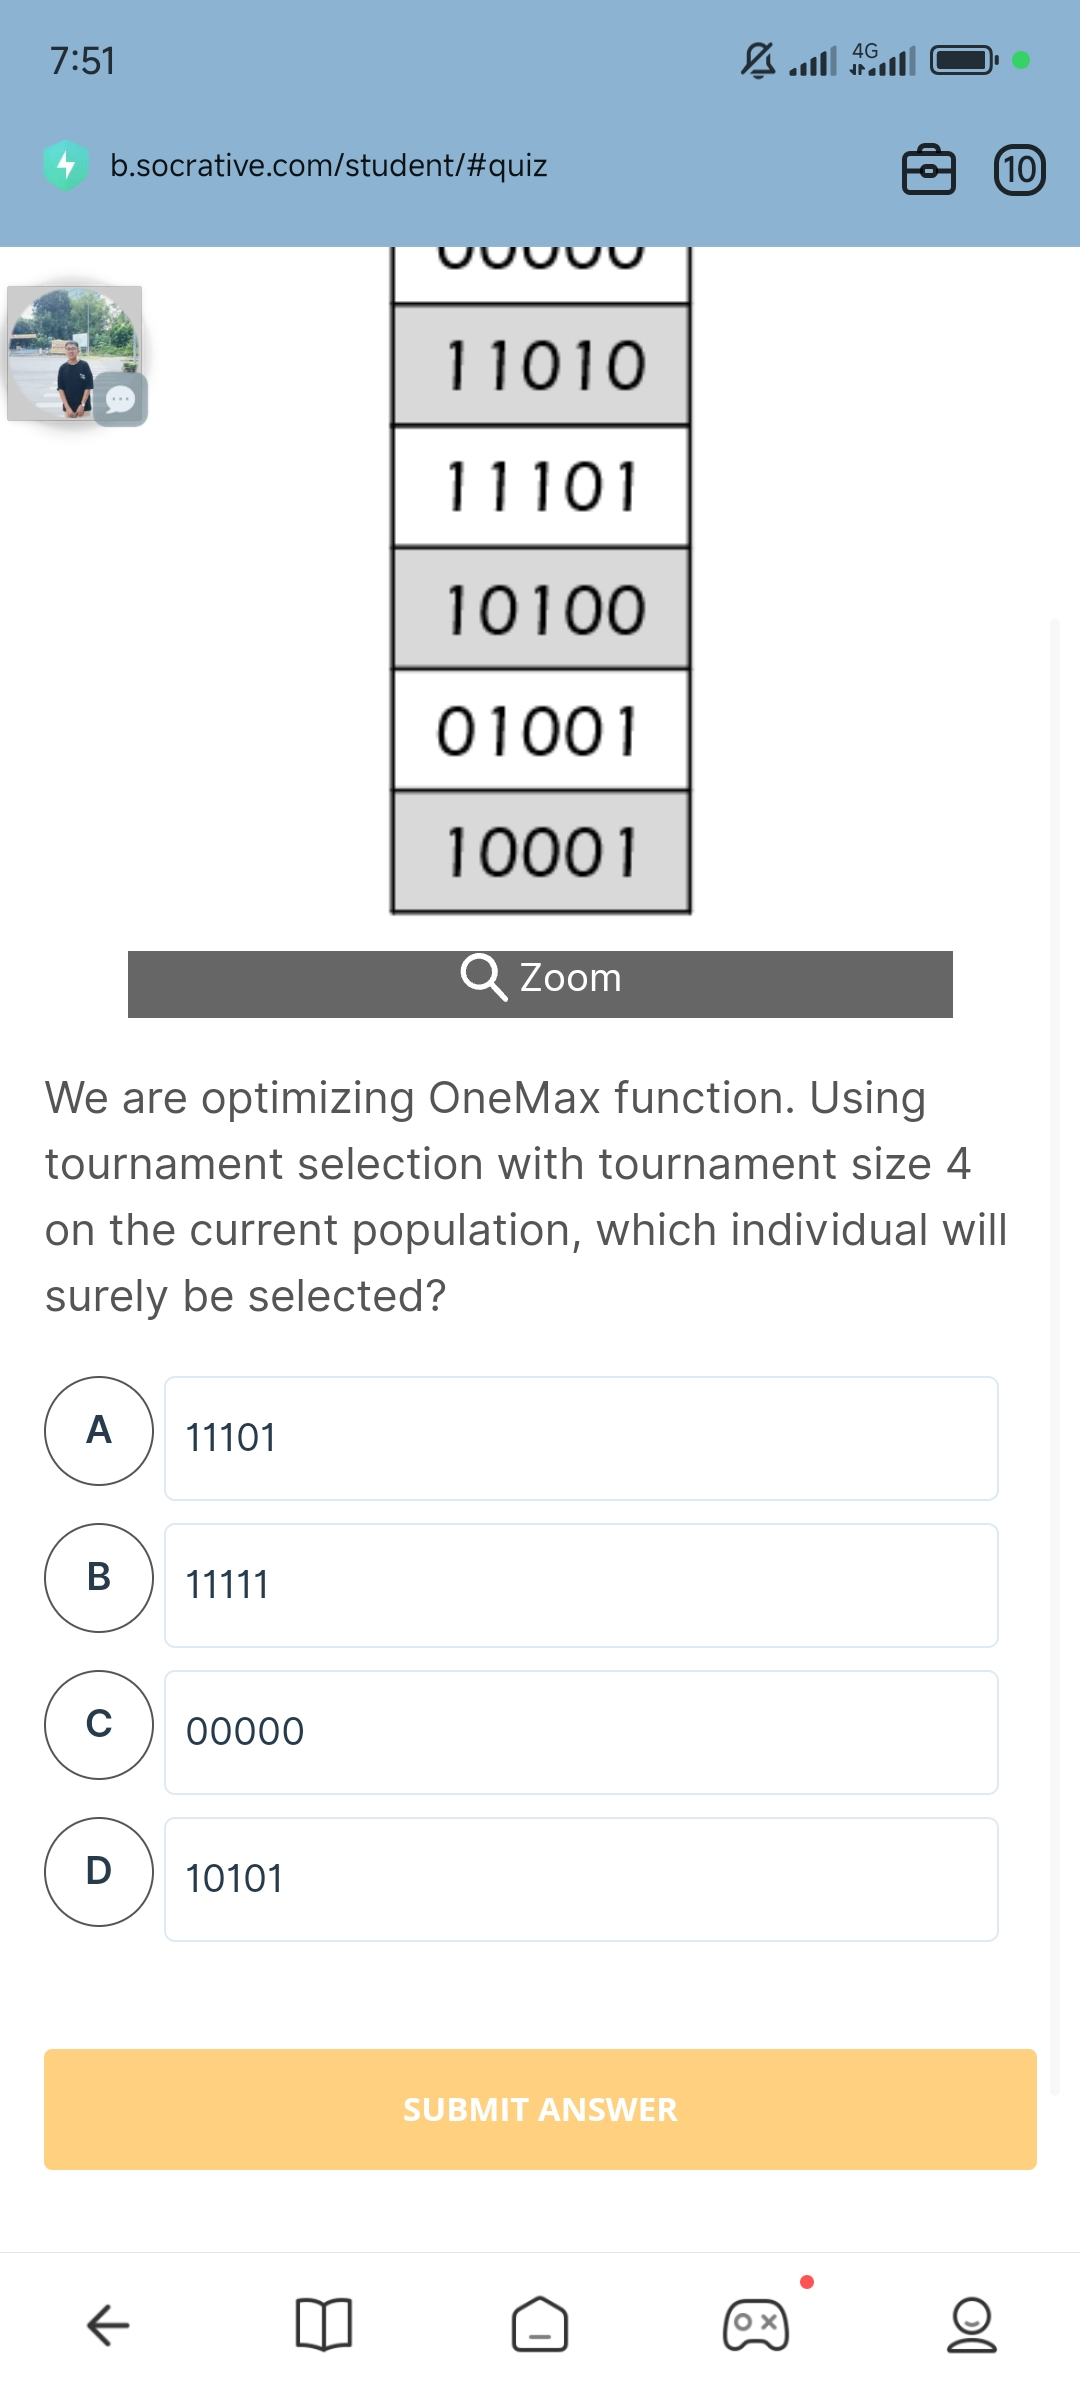 7:51
4G
b.socrative.com/student/#quiz
10
00000
11010
11101
10100
01001
10001
Zoom
We are optimizing OneMax function. Using
tournament selection with tournament size 4
on the current population, which individual will
surely be selected?
A
11101
B
11111
C
00000
D
10101
SUBMIT ANSWER